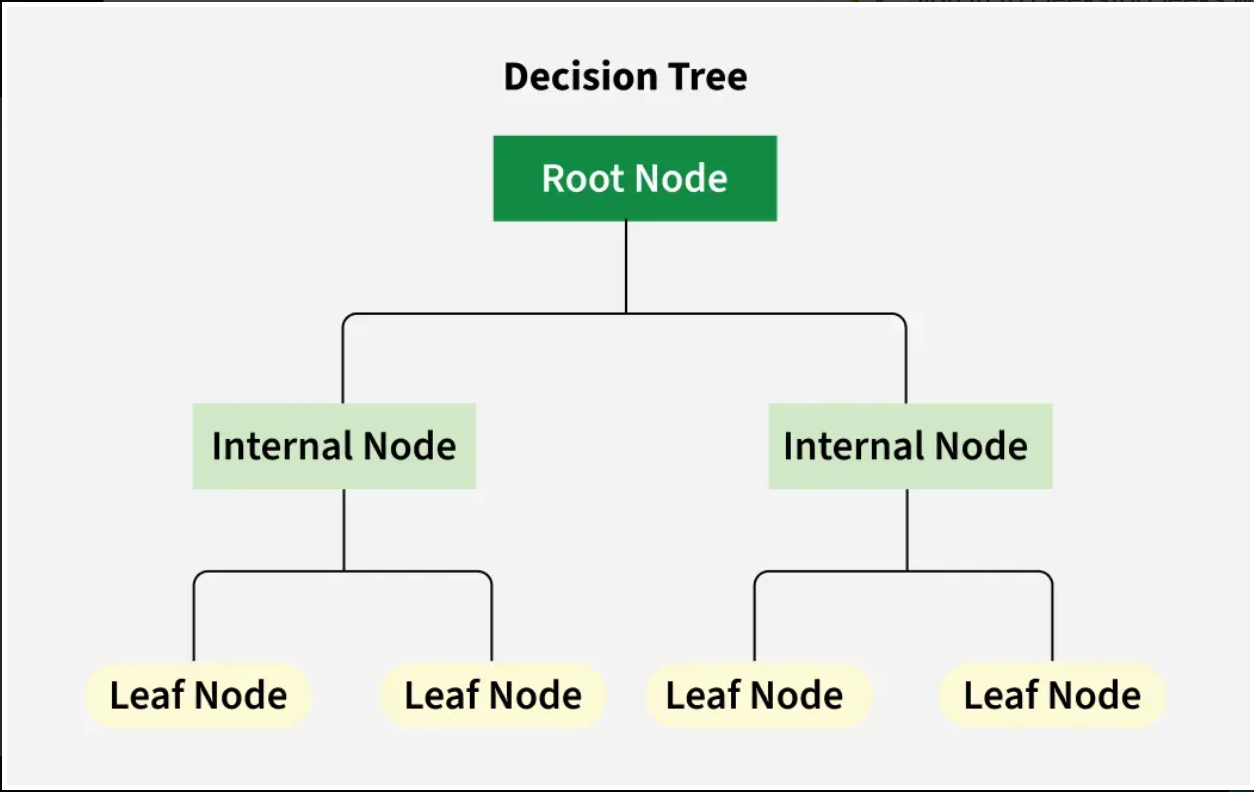 Decision Tree
Root Node
Internal Node
Internal Node
Leaf Node
Leaf Node
Leaf Node
Leaf Node